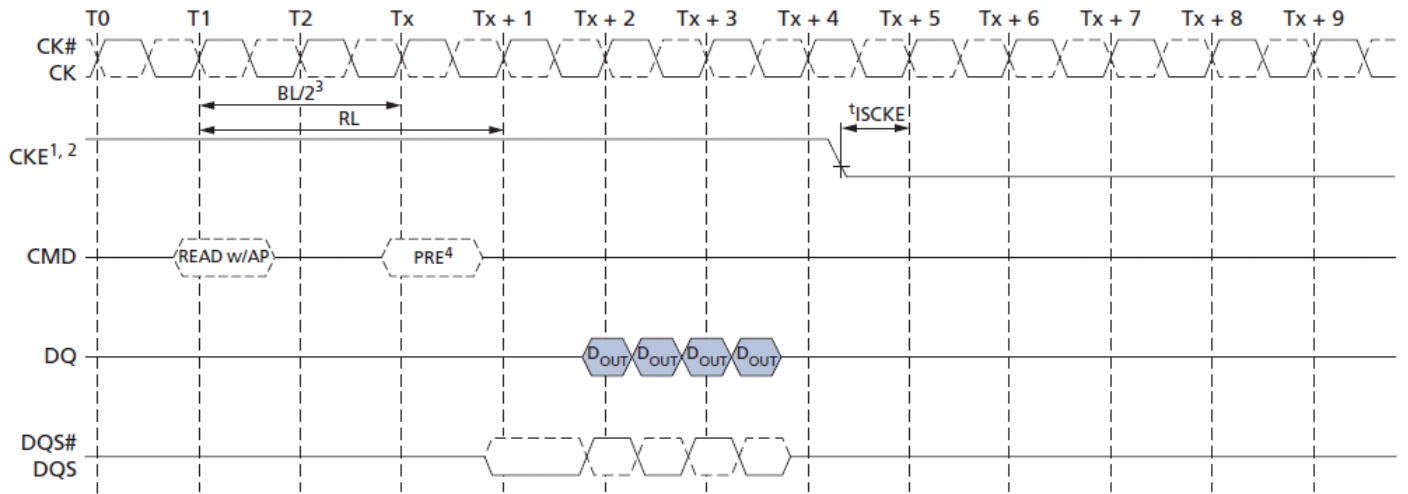 T0 T1 T2 Tx Tx + 1 Tx + 2 Tx + 3 Tx + 4 Tx + 5 Tx + 6 Tx + 7 Tx + 8 Tx + 9
CK#
CK
BL/2³
RL
tISCKE
CKE1, 2
CMD READ w/AP PRE⁴
DQ DOUT DOUT DOUT DOUT
DQS#
DQS